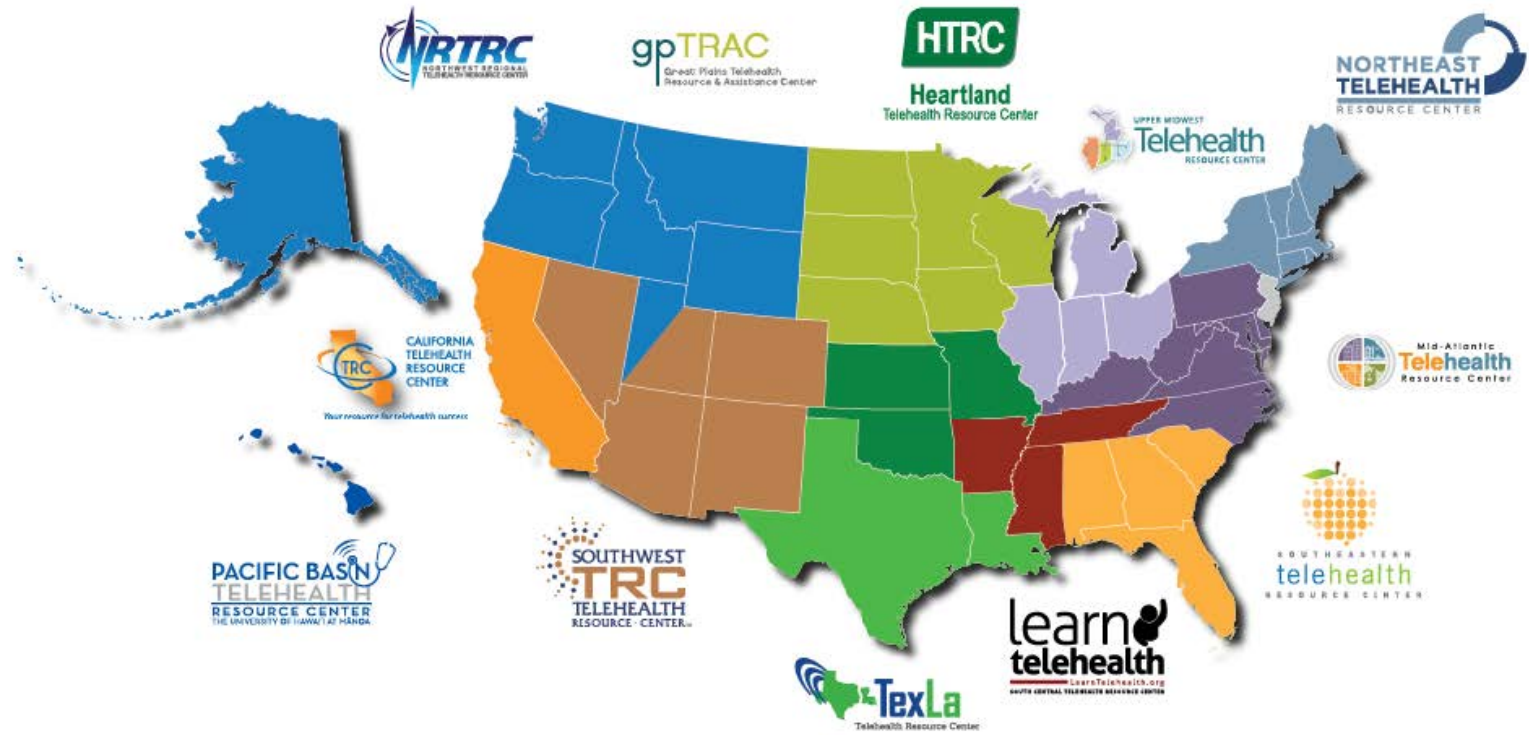 NRTRC
NORTHWEST REGIONAL
TELEHEALTH RESOURCE CENTER
gpTRAC
Great Plains Telehealth
Resource & Assistance Center
HTRC
Heartland
Telehealth Resource Center
UPPER MIDWEST
Telehealth
RESOURCE CENTER
NORTHEAST
TELEHEALTH
RESOURCE CENTER
TRC
CALIFORNIA
TELEHEALTH
RESOURCE
CENTER
Your resource for telehealth success
Mid-Atlantic
Telehealth
Resource Center
PACIFIC BASIN
TELEHEALTH
RESOURCE CENTER
THE UNIVERSITY OF HAWAI'I AT MĀNOA
SOUTHWEST
TRC
TELEHEALTH
RESOURCE · CENTER
SOUTHEASTERN
telehealth
RESOURCE CENTER
learn
telehealth
LearnTelehealth.org
SOUTH CENTRAL TELEHEALTH RESOURCE CENTER
TexLa
Telehealth Resource Center